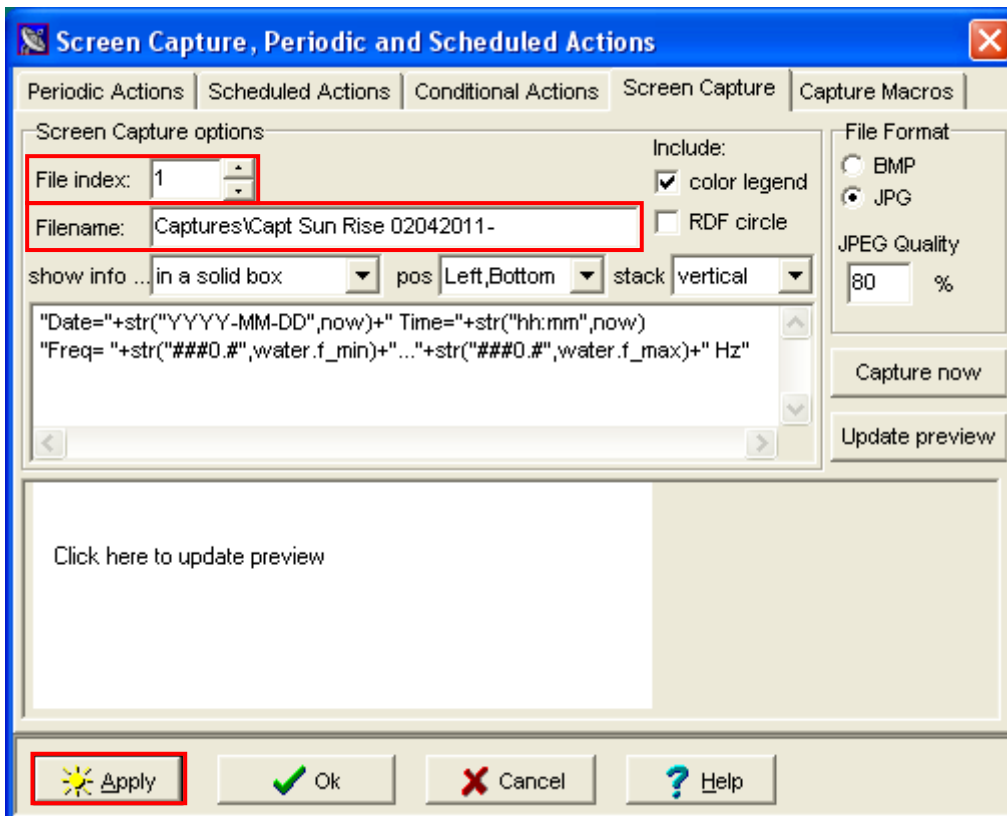 Screen Capture, Periodic and Scheduled Actions
Periodic Actions Scheduled Actions Conditional Actions Screen Capture Capture Macros
Screen Capture options
File index: 1
Filename: Captures\Capt Sun Rise 02042011-
Include:
color legend
RDF circle
show info ... in a solid box pos Left,Bottom stack vertical
"Date="+str("YYYY-MM-DD",now)+" Time="+str("hh:mm",now)
"Freq= "+str("###0.#",water.f_min)+"..."+str("###0.#",water.f_max)+" Hz"
File Format
BMP
JPG
JPEG Quality
80 %
Capture now
Update preview
Click here to update preview
Apply Ok Cancel Help